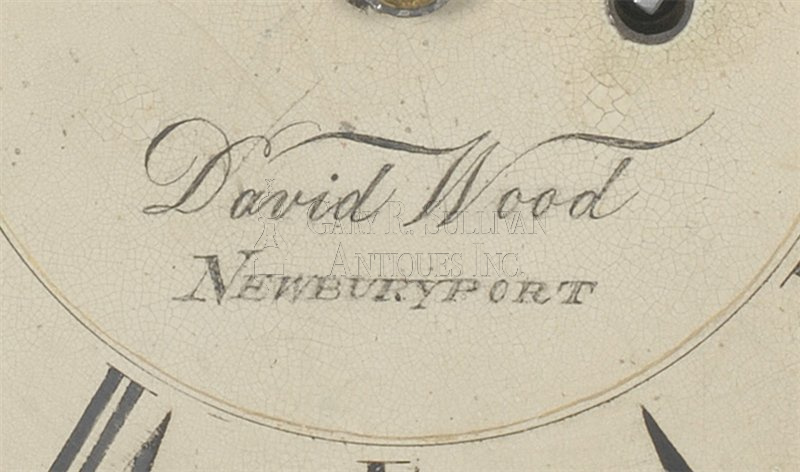 David Wood
GARY R. SULLIVAN
ANTIQUES INC.
NEWBURYPORT